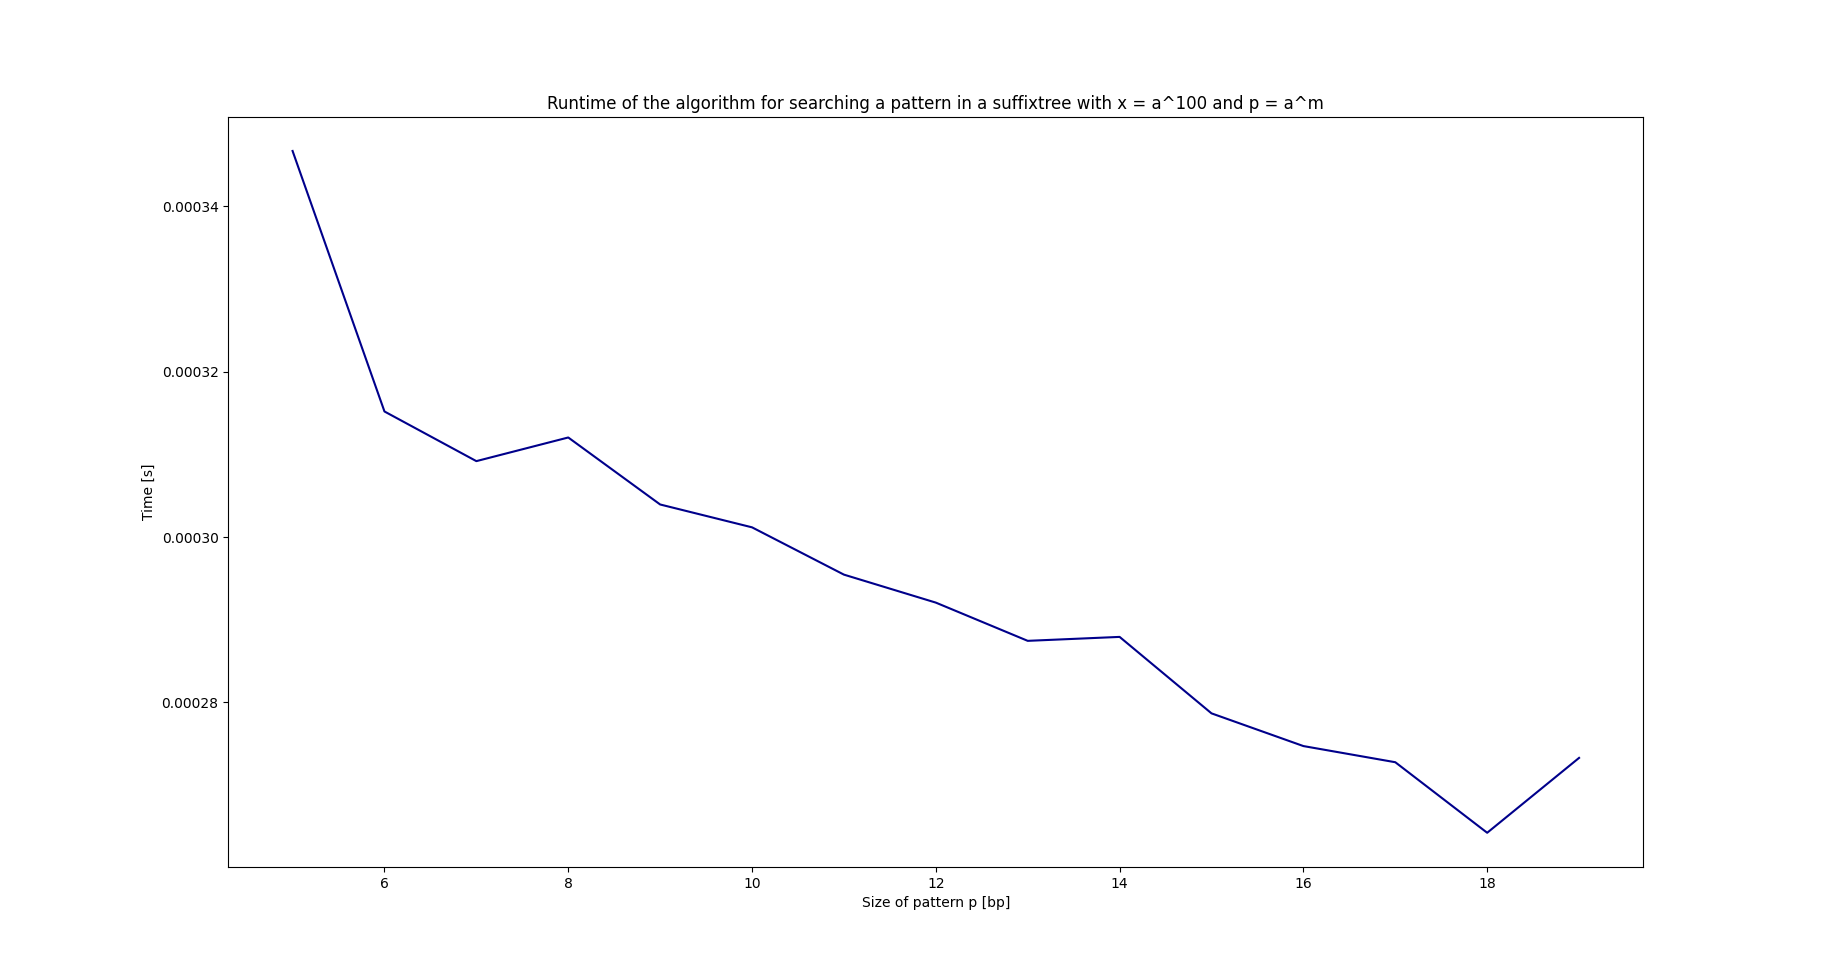 Runtime of the algorithm for searching a pattern in a suffixtree with x = a^100 and p = a^m
0.00034
0.00032
0.00030
0.00028
Time [s]
6 8 10 12 14 16 18
Size of pattern p [bp]